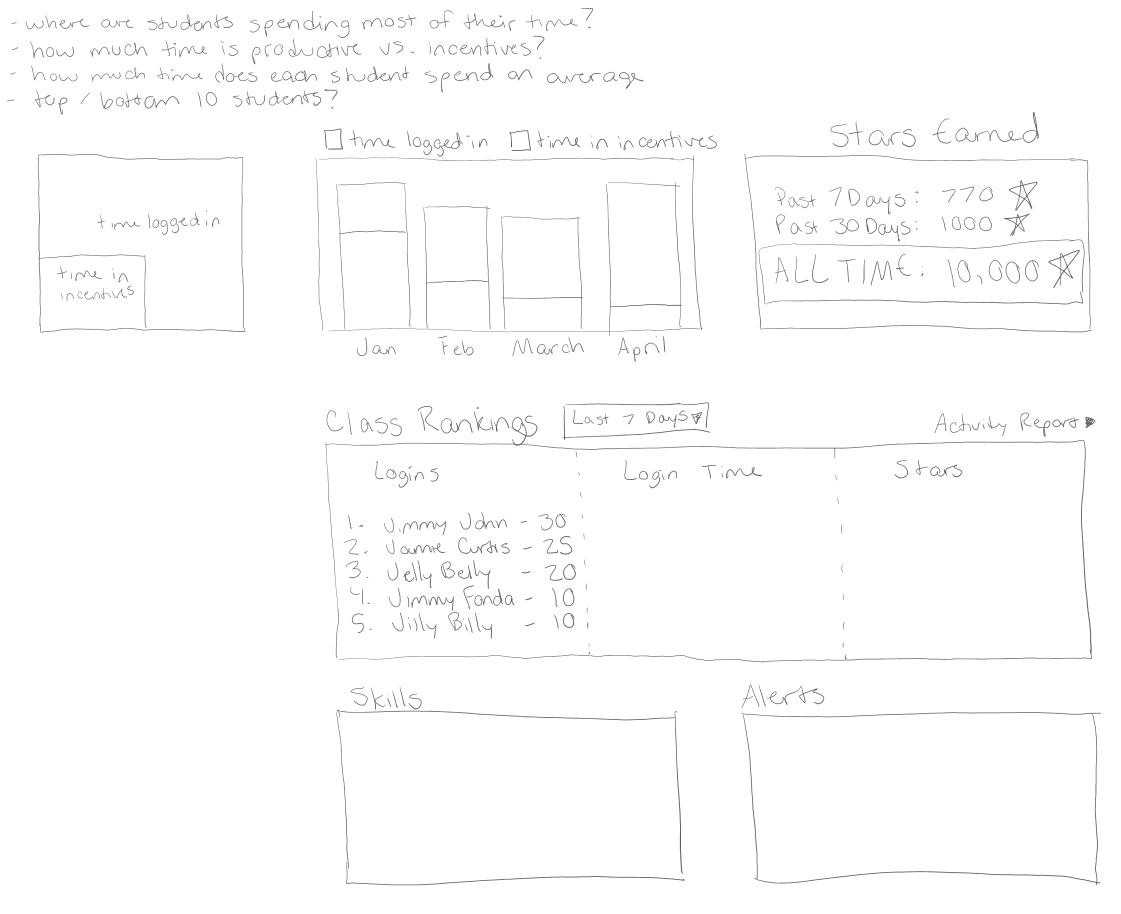 - where are students spending most of their time?
- how much time is productive vs. incentives?
- how much time does each student spend on average
- top / bottom 10 students?
time logged in
time in
incentives
time logged in
time in incentives
Jan
Feb
March
April
Stars Earned
Past 7 Days: 770
Past 30 Days: 1000
ALL TIME: 10,000
Class Rankings
Last 7 Days
Activity Report
Logins
1. Jimmy John - 30
2. Jamie Curtis - 25
3. Jelly Belly - 20
4. Jimmy Fonda - 10
5. Jilly Billy - 10
Login Time
Stars
Skills
Alerts